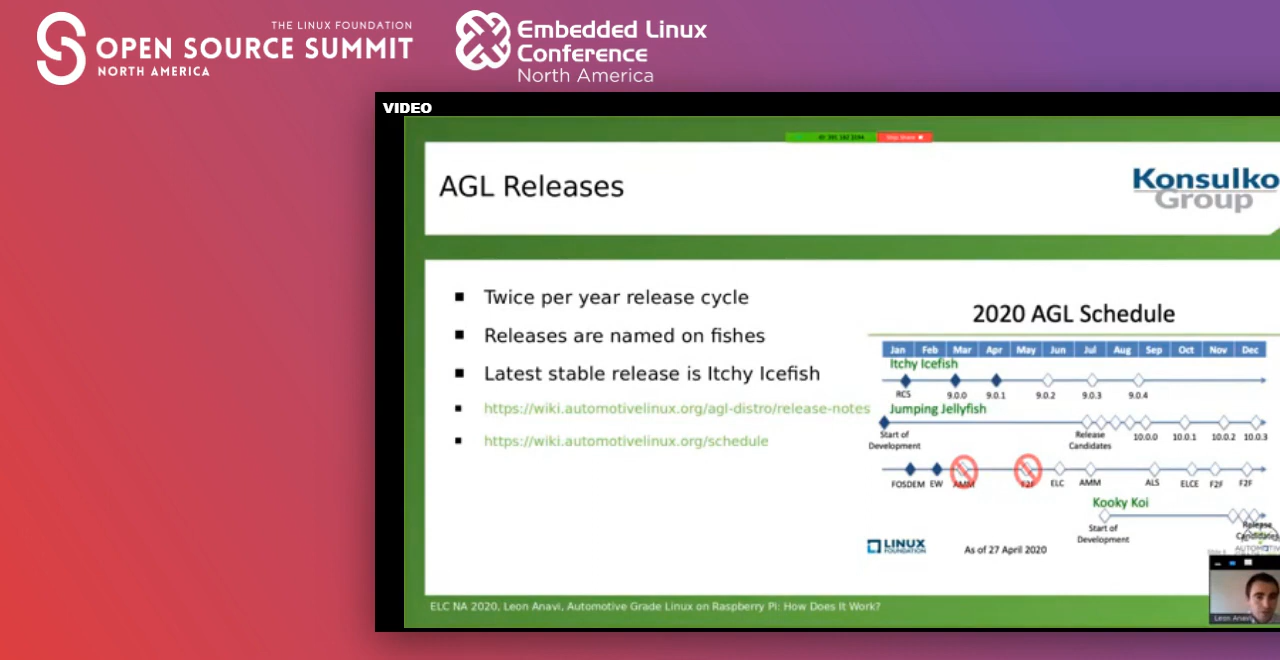 THE LINUX FOUNDATION
OPEN SOURCE SUMMIT
NORTH AMERICA
Embedded Linux
Conference
North America
VIDEO
AGL Releases
Konsulko
Group
Twice per year release cycle
Releases are named on fishes
Latest stable release is Itchy Icefish
https://wiki.automotivelinux.org/agl-distro/release-notes
https://wiki.automotivelinux.org/schedule
2020 AGL Schedule
Jan Feb Mar Apr May Jun Jul Aug Sep Oct Nov Dec
Itchy Icefish
RC5 9.0.0 9.0.1 9.0.2 9.0.3 9.0.4
Jumping Jellyfish
Start of Development
Release Candidates
10.0.0 10.0.1 10.0.2 10.0.3
FOSDEM EW AMM F2F ELC AMM ALS ELCE F2F F2F
Kooky Koi
Start of Development
Release Candidates
LINUX
FOUNDATION
As of 27 April 2020
ELC NA 2020, Leon Anavi, Automotive Grade Linux on Raspberry Pi: How Does It Work?
Leon Anavi